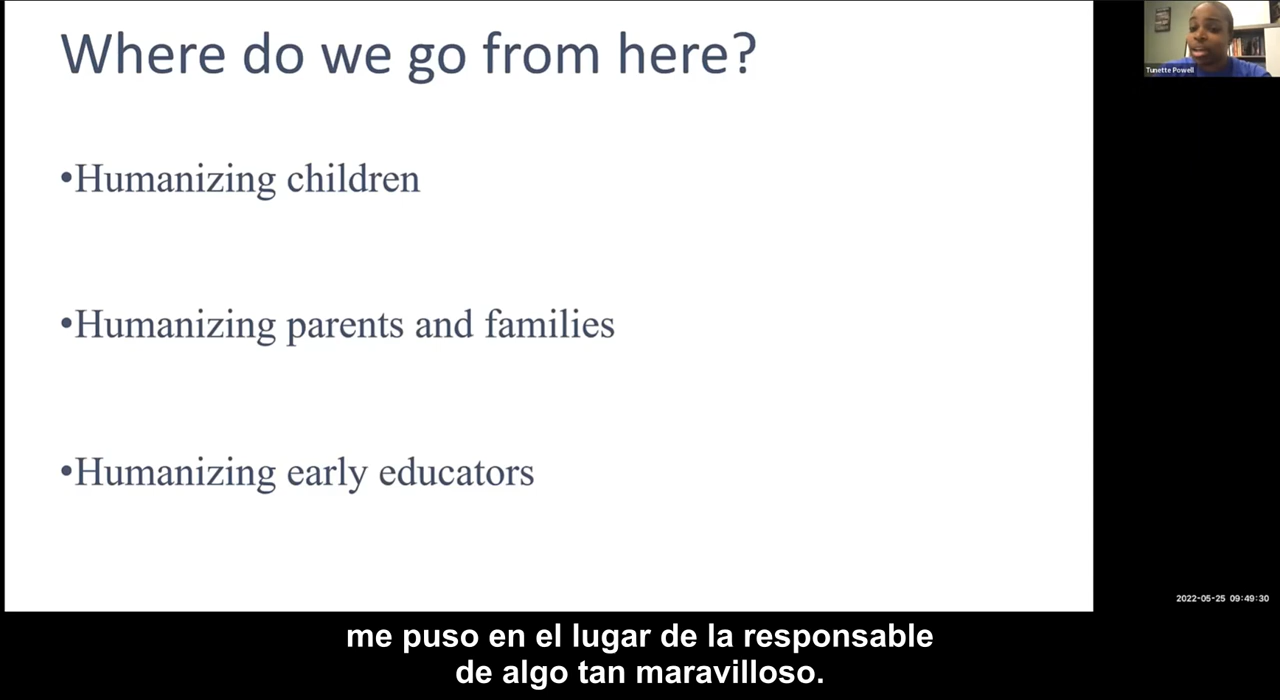 Where do we go from here?
Tunette Powell
•Humanizing children
•Humanizing parents and families
•Humanizing early educators
2022-05-25 09:49:30
me puso en el lugar de la responsable
de algo tan maravilloso.